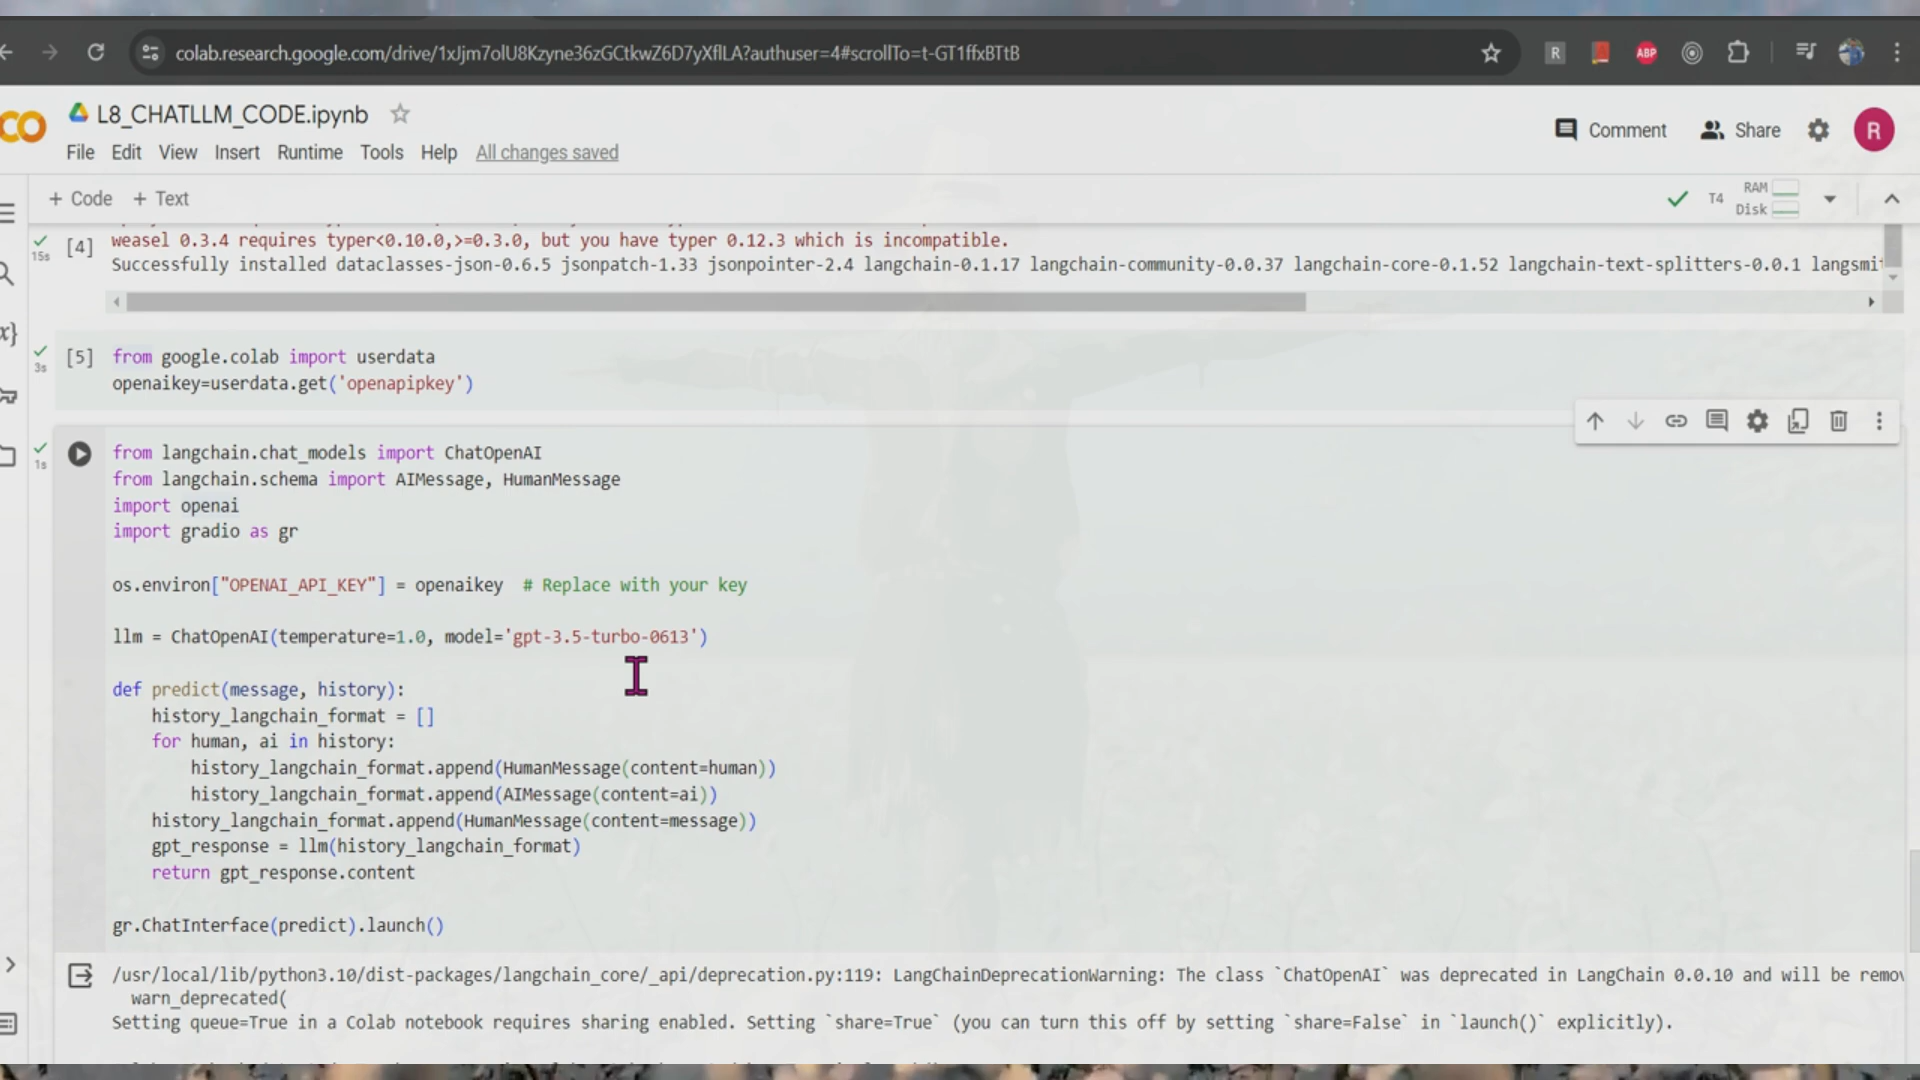 colab.research.google.com/drive/1xJjm7olU8Kzyne36zGCtkwZ6D7yXflLA?authuser=4#scrollTo=t-GT1ffxBTtB
R
ABP
CO
L8_CHATLLM_CODE.ipynb
Comment
Share
R
File Edit View Insert Runtime Tools Help All changes saved
+ Code + Text
T4
RAM
Disk
[4]
15s
weasel 0.3.4 requires typer<0.10.0,>=0.3.0, but you have typer 0.12.3 which is incompatible.
Successfully installed dataclasses-json-0.6.5 jsonpatch-1.33 jsonpointer-2.4 langchain-0.1.17 langchain-community-0.0.37 langchain-core-0.1.52 langchain-text-splitters-0.0.1 langsmit
[5]
3s
from google.colab import userdata
openaikey=userdata.get('openapipkey')
1s
from langchain.chat_models import ChatOpenAI
from langchain.schema import AIMessage, HumanMessage
import openai
import gradio as gr
os.environ["OPENAI_API_KEY"] = openaikey # Replace with your key
llm = ChatOpenAI(temperature=1.0, model='gpt-3.5-turbo-0613')
def predict(message, history):
history_langchain_format = []
for human, ai in history:
history_langchain_format.append(HumanMessage(content=human))
history_langchain_format.append(AIMessage(content=ai))
history_langchain_format.append(HumanMessage(content=message))
gpt_response = llm(history_langchain_format)
return gpt_response.content
gr.ChatInterface(predict).launch()
/usr/local/lib/python3.10/dist-packages/langchain_core/_api/deprecation.py:119: LangChainDeprecationWarning: The class `ChatOpenAI` was deprecated in LangChain 0.0.10 and will be remov
warn_deprecated(
Setting queue=True in a Colab notebook requires sharing enabled. Setting `share=True` (you can turn this off by setting `share=False` in `launch()` explicitly).